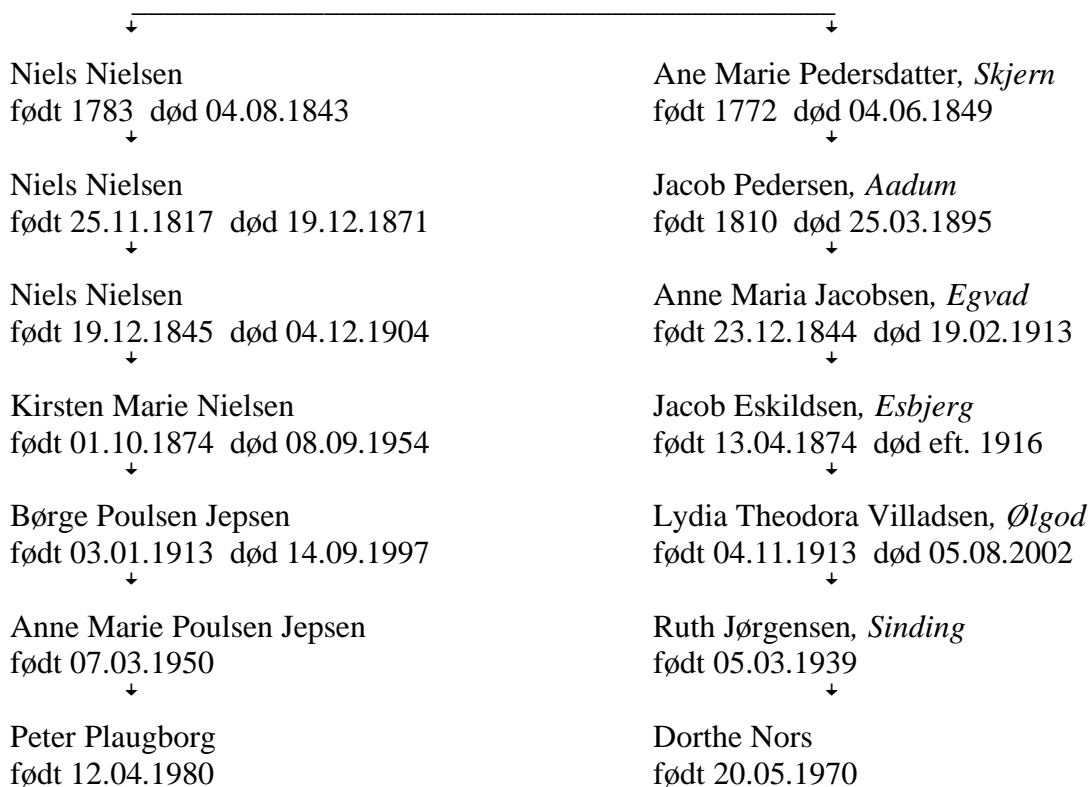 Niels Nielsen
født 1783 død 04.08.1843
Ane Marie Pedersdatter, Skjern
født 1772 død 04.06.1849
Niels Nielsen
født 25.11.1817 død 19.12.1871
Jacob Pedersen, Aadum
født 1810 død 25.03.1895
Niels Nielsen
født 19.12.1845 død 04.12.1904
Anne Maria Jacobsen, Egvad
født 23.12.1844 død 19.02.1913
Kirsten Marie Nielsen
født 01.10.1874 død 08.09.1954
Jacob Eskildsen, Esbjerg
født 13.04.1874 død eft. 1916
Børge Poulsen Jepsen
født 03.01.1913 død 14.09.1997
Lydia Theodora Villadsen, Ølgod
født 04.11.1913 død 05.08.2002
Anne Marie Poulsen Jepsen
født 07.03.1950
Ruth Jørgensen, Sinding
født 05.03.1939
Peter Plaugborg
født 12.04.1980
Dorthe Nors
født 20.05.1970